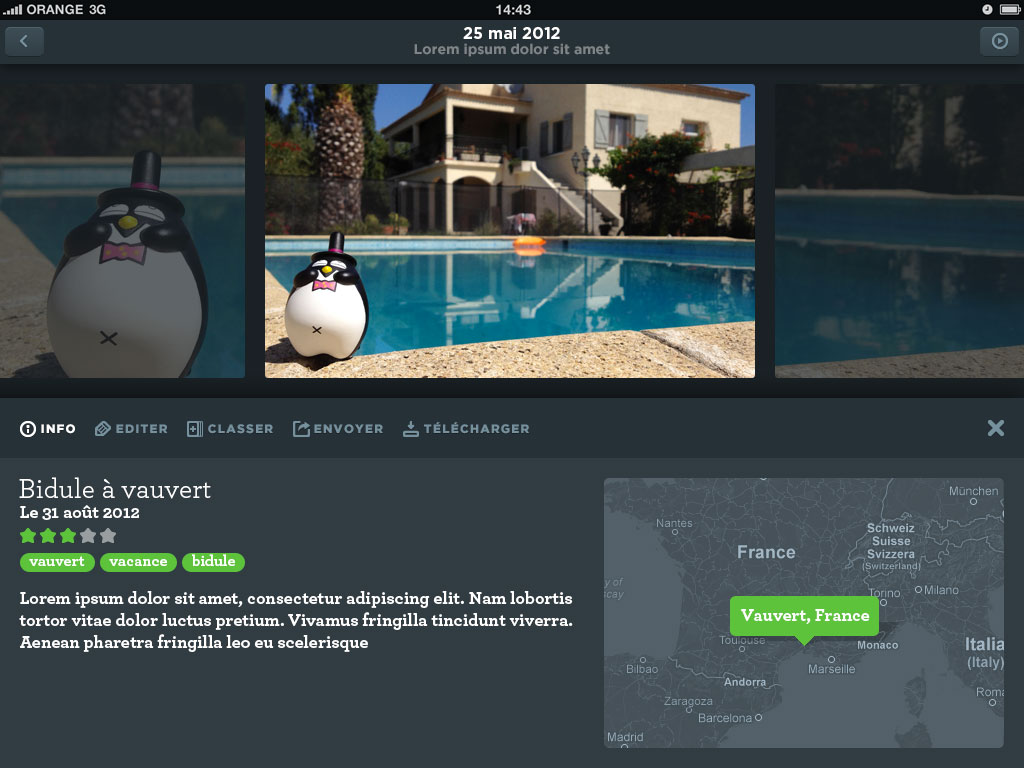 ORANGE 3G
14:43
25 mai 2012
Lorem ipsum dolor sit amet
INFO
EDITER
CLASSER
ENVOYER
TÉLÉCHARGER
Bidule à vauvert
Le 31 août 2012
vauvert
vacance
bidule
Lorem ipsum dolor sit amet, consectetur adipiscing elit. Nam lobortis
tortor vitae dolor luctus pretium. Vivamus fringilla tincidunt viverra.
Aenean pharetra fringilla leo eu scelerisque
München
Nantes
Schweiz
Suisse
Svizzera
(Switzerland)
France
y of
scay
Torino
Milano
Vauvert, France
Toulouse
Monaco
Italia
(Italy)
Marseille
Bilbao
Andorra
Roma
Zaragoza
Barcelona
Madrid